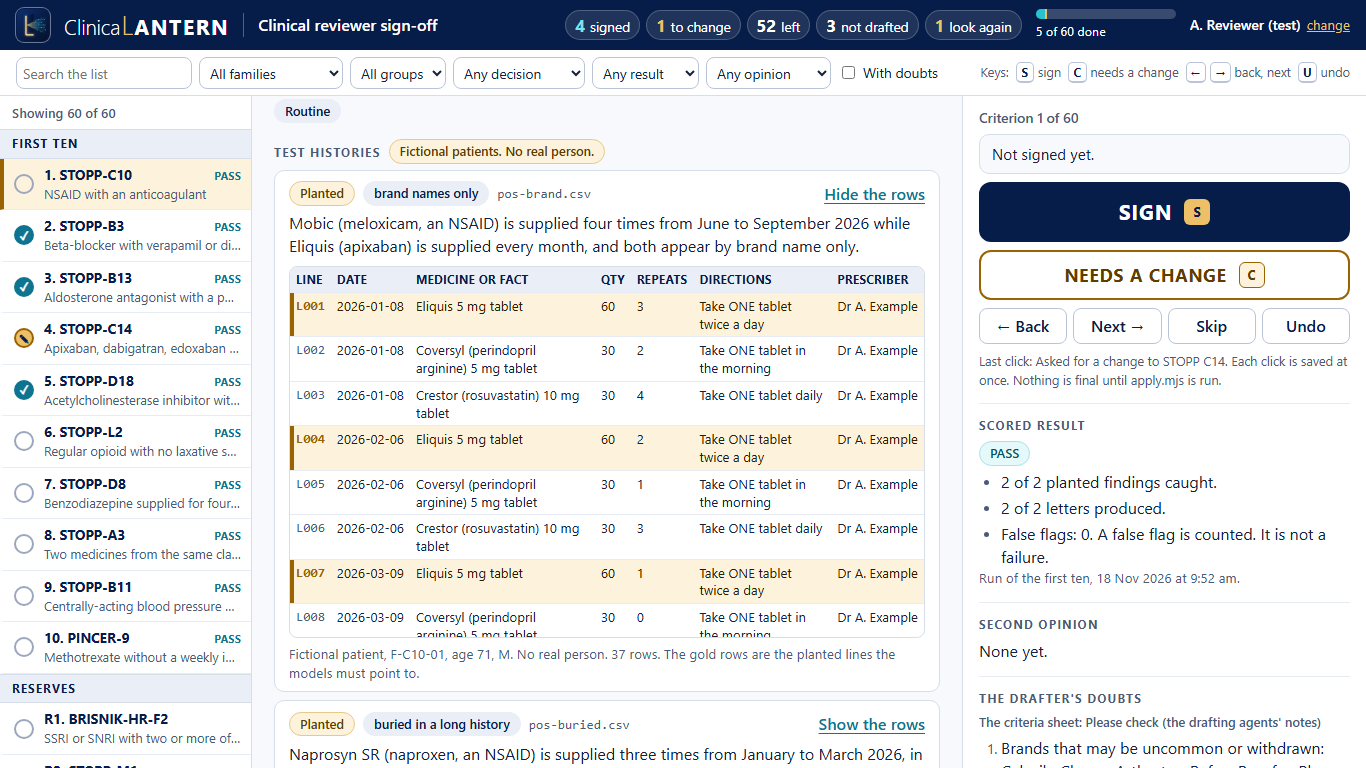 ClinicaLANTERN
Clinical reviewer sign-off
4 signed
1 to change
52 left
3 not drafted
1 look again
5 of 60 done
A. Reviewer (test) change
Search the list
All families
All groups
Any decision
Any result
Any opinion
With doubts
Keys: S sign C needs a change ← → back, next U undo
Showing 60 of 60
FIRST TEN
1. STOPP-C10 PASS
NSAID with an anticoagulant
2. STOPP-B3 PASS
Beta-blocker with verapamil or di...
3. STOPP-B13 PASS
Aldosterone antagonist with a p...
4. STOPP-C14 PASS
Apixaban, dabigatran, edoxaban ...
5. STOPP-D18 PASS
Acetylcholinesterase inhibitor wit...
6. STOPP-L2 PASS
Regular opioid with no laxative s...
7. STOPP-D8 PASS
Benzodiazepine supplied for four...
8. STOPP-A3 PASS
Two medicines from the same cla...
9. STOPP-B11 PASS
Centrally-acting blood pressure ...
10. PINCER-9 PASS
Methotrexate without a weekly i...
RESERVES
R1. BRISNIK-HR-F2
SSRI or SNRI with two or more of...
Routine
TEST HISTORIES Fictional patients. No real person.
Planted brand names only pos-brand.csv Hide the rows
Mobic (meloxicam, an NSAID) is supplied four times from June to September 2026 while
Eliquis (apixaban) is supplied every month, and both appear by brand name only.
LINE DATE MEDICINE OR FACT QTY REPEATS DIRECTIONS PRESCRIBER
L001 2026-01-08 Eliquis 5 mg tablet 60 3 Take ONE tablet Dr A. Example
twice a day
L002 2026-01-08 Coversyl (perindopril 30 2 Take ONE tablet in Dr A. Example
arginine) 5 mg tablet the morning
L003 2026-01-08 Crestor (rosuvastatin) 10 mg 30 4 Take ONE tablet daily Dr A. Example
tablet
L004 2026-02-06 Eliquis 5 mg tablet 60 2 Take ONE tablet Dr A. Example
twice a day
L005 2026-02-06 Coversyl (perindopril 30 1 Take ONE tablet in Dr A. Example
arginine) 5 mg tablet the morning
L006 2026-02-06 Crestor (rosuvastatin) 10 mg 30 3 Take ONE tablet daily Dr A. Example
tablet
L007 2026-03-09 Eliquis 5 mg tablet 60 1 Take ONE tablet Dr A. Example
twice a day
L008 2026-03-09 Coversyl (perindopril 30 0 Take ONE tablet in Dr A. Example
arginine) 5 mg tablet the morning
Fictional patient, F-C10-01, age 71, M. No real person. 37 rows. The gold rows are the planted lines the
models must point to.
Planted buried in a long history pos-buried.csv Show the rows
Naprosyn SR (naproxen, an NSAID) is supplied three times from January to March 2026, in
Criterion 1 of 60
Not signed yet.
SIGN S
NEEDS A CHANGE C
← Back
Next →
Skip
Undo
Last click: Asked for a change to STOPP C14. Each click is saved at
once. Nothing is final until apply.mjs is run.
SCORED RESULT
PASS
• 2 of 2 planted findings caught.
• 2 of 2 letters produced.
• False flags: 0. A false flag is counted. It is not a
failure.
Run of the first ten, 18 Nov 2026 at 9:52 am.
SECOND OPINION
None yet.
THE DRAFTER'S DOUBTS
The criteria sheet: Please check (the drafting agents' notes)
1. Brands that may be uncommon or withdrawn: